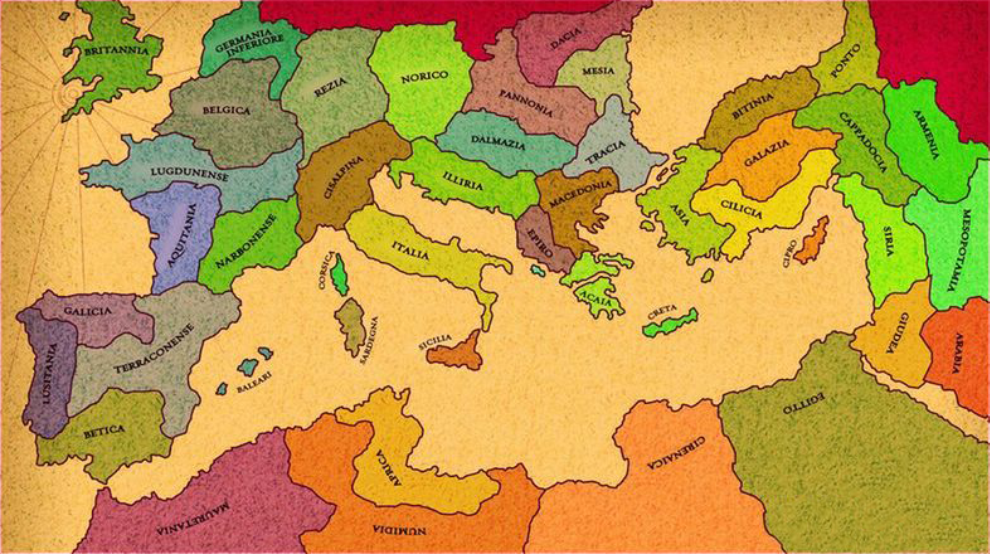 BRITANNIA
GERMANIA
INFERIORE
BELGICA
REZIA
NORICO
DACIA
MESIA
PANNONIA
PONTO
BITINIA
CAPPADOCIA
ARMENIA
LUGDUNENSE
CISALPINA
DALMAZIA
TRACIA
GALAZIA
ILLIRIA
MACEDONIA
ASIA
CILICIA
AQUITANIA
NARBONENSE
ITALIA
EPIRO
CIPRO
SIRIA
MESOPOTAMIA
CORSICA
ACAIA
GALICIA
SARDEGNA
CRETA
SICILIA
GIUDEA
ARABIA
LUSITANIA
TERRACONENSE
BALEARI
BETICA
EGITTO
AFRICA
CIRENAICA
MAURETANIA
NUMIDIA